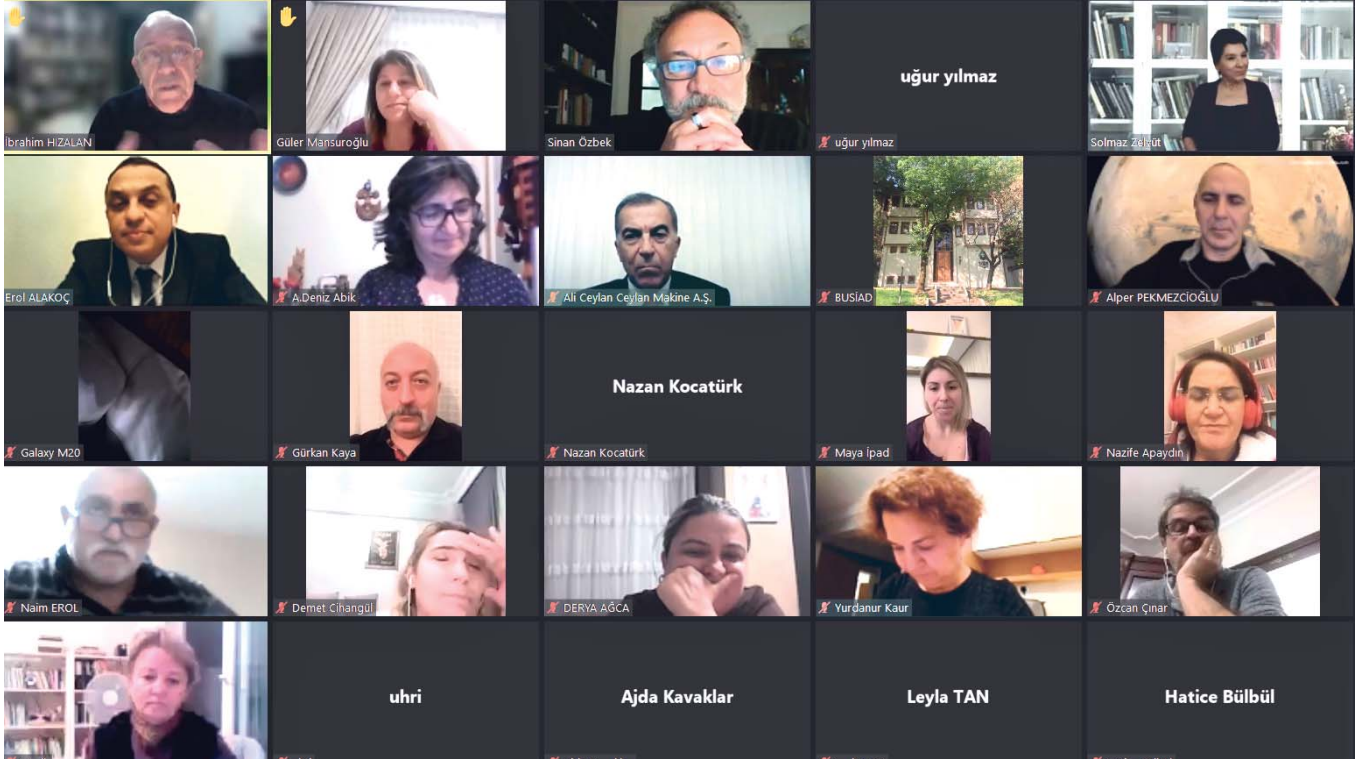 İbrahim HIZALAN
Güler Mansuroğlu
Sinan Özbek
uğur yılmaz
uğur yılmaz
Solmaz Zelyüt
Erol ALAKOÇ
A.Deniz Abik
Ali Ceylan Ceylan Makine A.Ş.
BUSİAD
Alper PEKMEZCİOĞLU
Galaxy M20
Gürkan Kaya
Nazan Kocatürk
Nazan Kocatürk
Maya İpad
Nazife Apaydın
Naim EROL
Demet Cihangül
DERYA AĞCA
Yurdanur Kaur
Özcan Çınar
uhri
Ajda Kavaklar
Leyla TAN
Hatice Bülbül